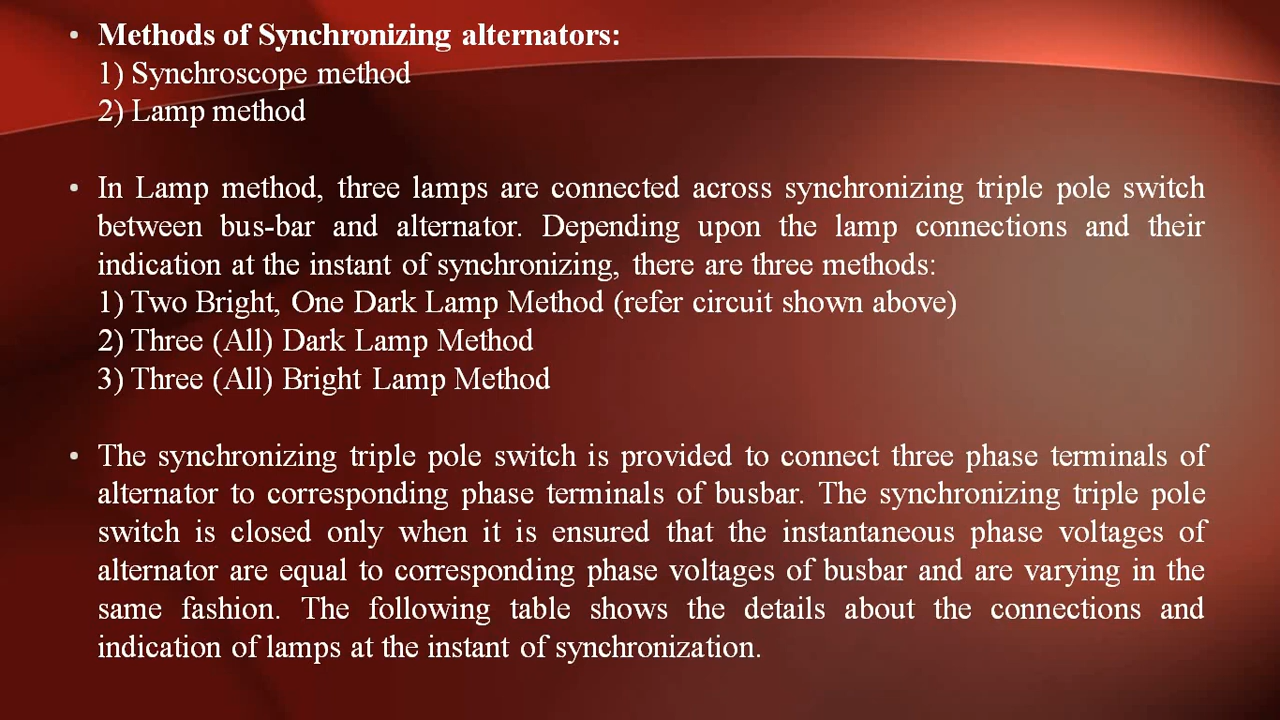 • Methods of Synchronizing alternators:
1) Synchroscope method
2) Lamp method
• In Lamp method, three lamps are connected across synchronizing triple pole switch
between bus-bar and alternator. Depending upon the lamp connections and their
indication at the instant of synchronizing, there are three methods:
1) Two Bright, One Dark Lamp Method (refer circuit shown above)
2) Three (All) Dark Lamp Method
3) Three (All) Bright Lamp Method
• The synchronizing triple pole switch is provided to connect three phase terminals of
alternator to corresponding phase terminals of busbar. The synchronizing triple pole
switch is closed only when it is ensured that the instantaneous phase voltages of
alternator are equal to corresponding phase voltages of busbar and are varying in the
same fashion. The following table shows the details about the connections and
indication of lamps at the instant of synchronization.